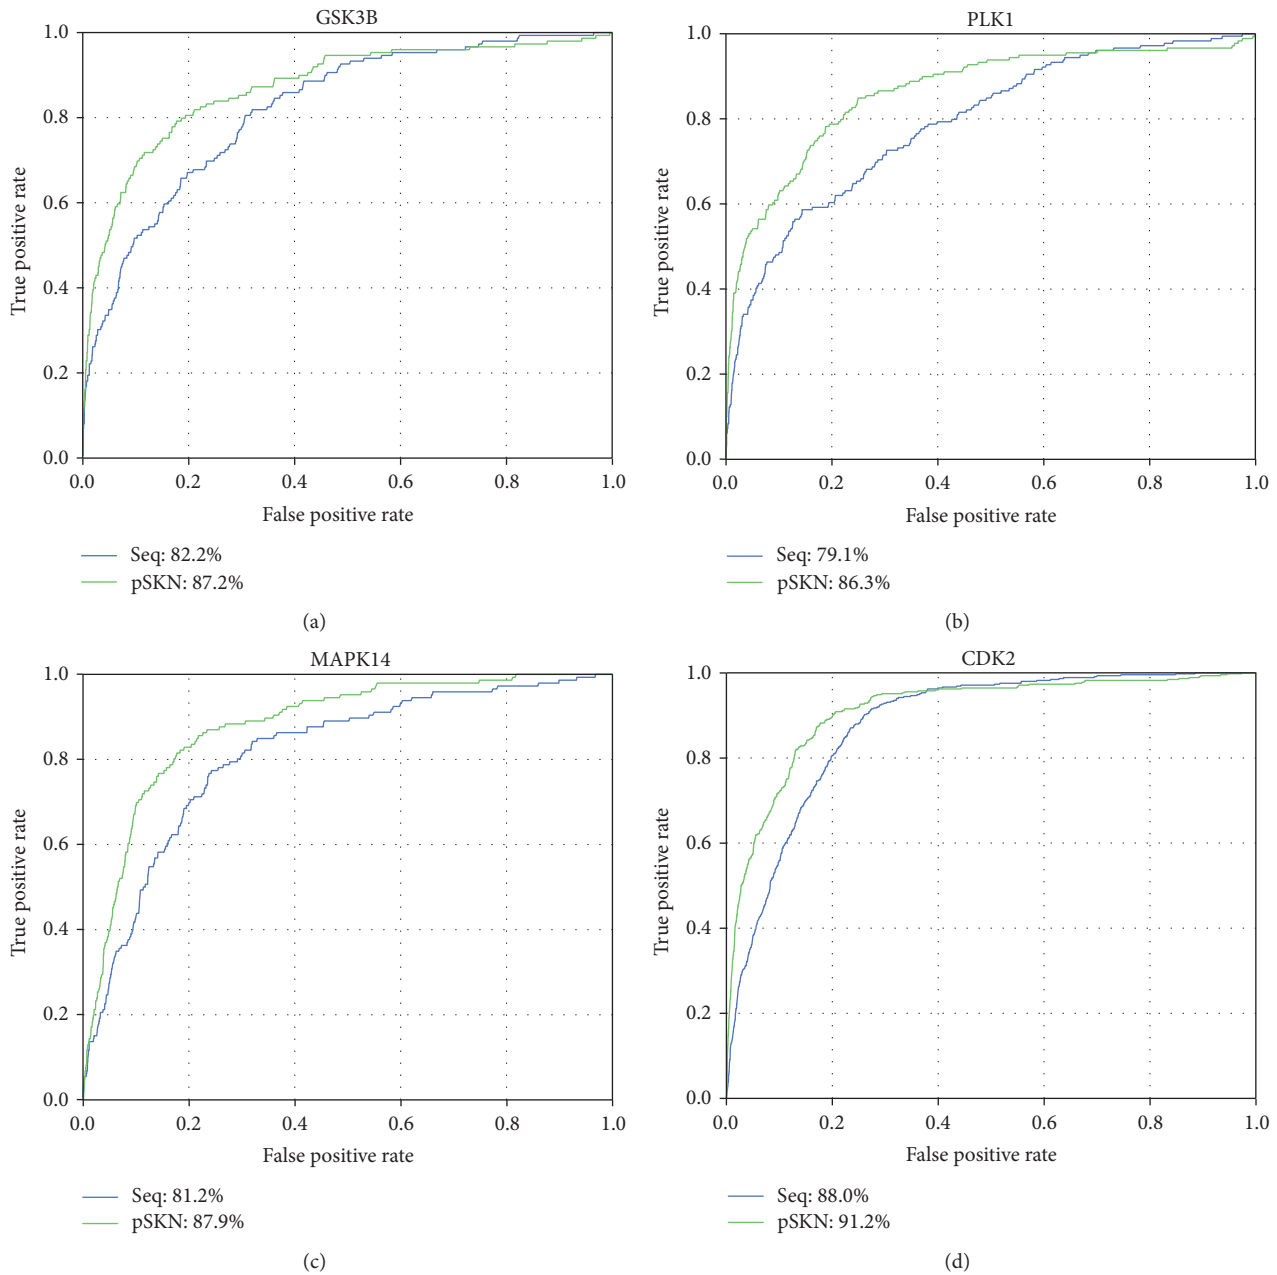 GSK3B
1.0
0.8
0.6
0.4
0.2
0.0
True positive rate
0.0 0.2 0.4 0.6 0.8 1.0
False positive rate
Seq: 82.2%
pSKN: 87.2%
(a)
PLK1
1.0
0.8
0.6
0.4
0.2
0.0
True positive rate
0.0 0.2 0.4 0.6 0.8 1.0
False positive rate
Seq: 79.1%
pSKN: 86.3%
(b)
MAPK14
1.0
0.8
0.6
0.4
0.2
0.0
True positive rate
0.0 0.2 0.4 0.6 0.8 1.0
False positive rate
Seq: 81.2%
pSKN: 87.9%
(c)
CDK2
1.0
0.8
0.6
0.4
0.2
0.0
True positive rate
0.0 0.2 0.4 0.6 0.8 1.0
False positive rate
Seq: 88.0%
pSKN: 91.2%
(d)